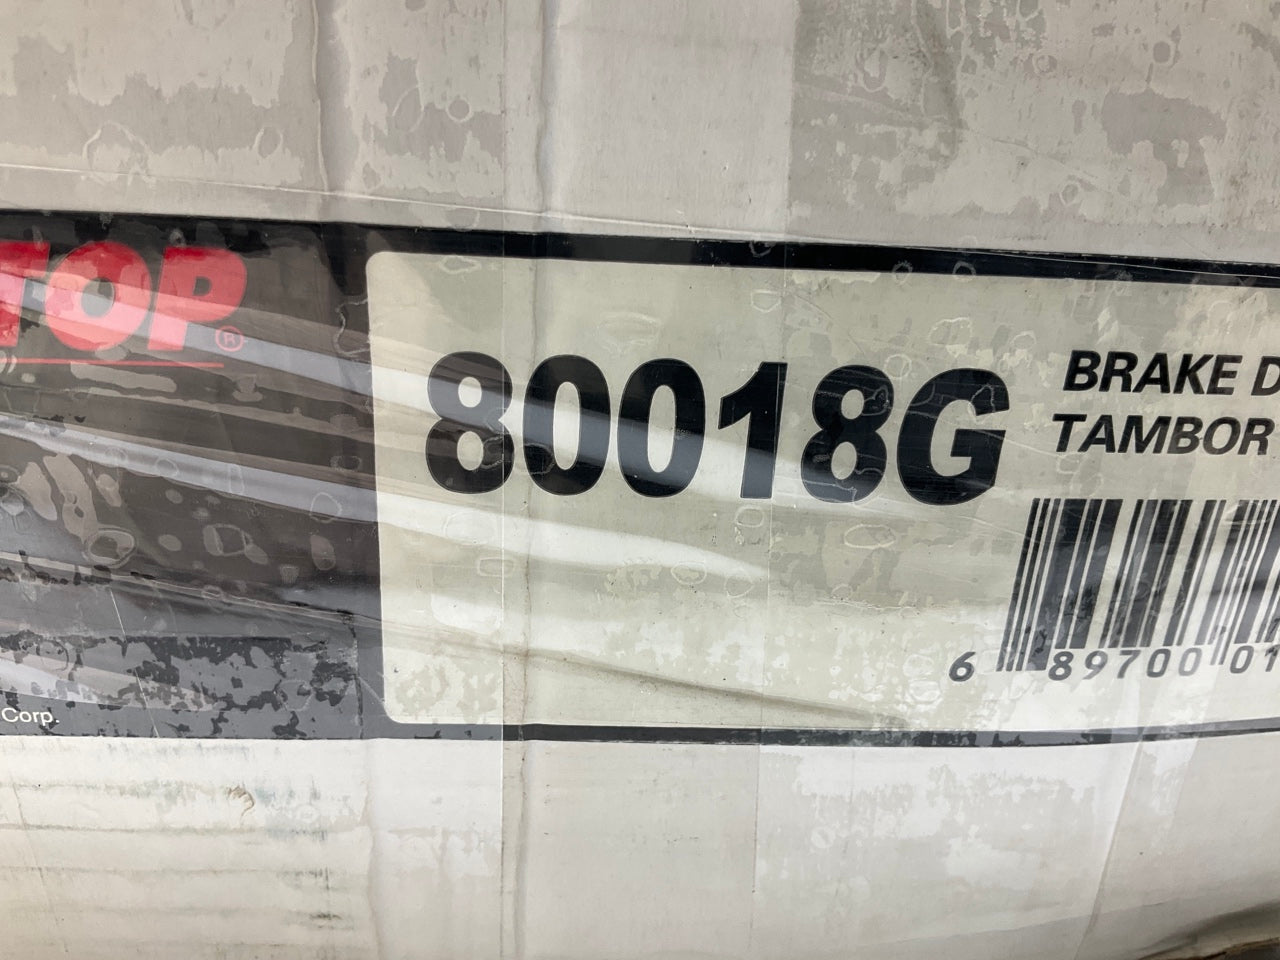 TOP®
80018G
BRAKE D
TAMBOR
6 89700 01
Corp.